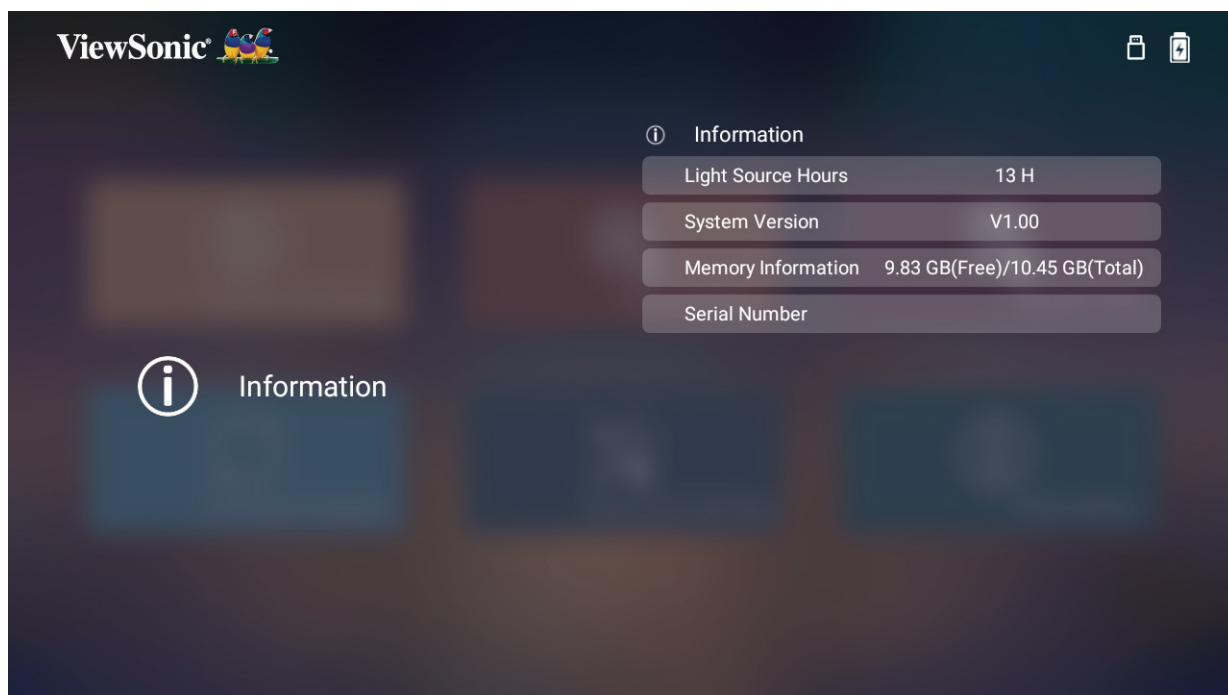 ViewSonic®
Information
Light Source Hours 13 H
System Version V1.00
Memory Information 9.83 GB(Free)/10.45 GB(Total)
Serial Number
Information